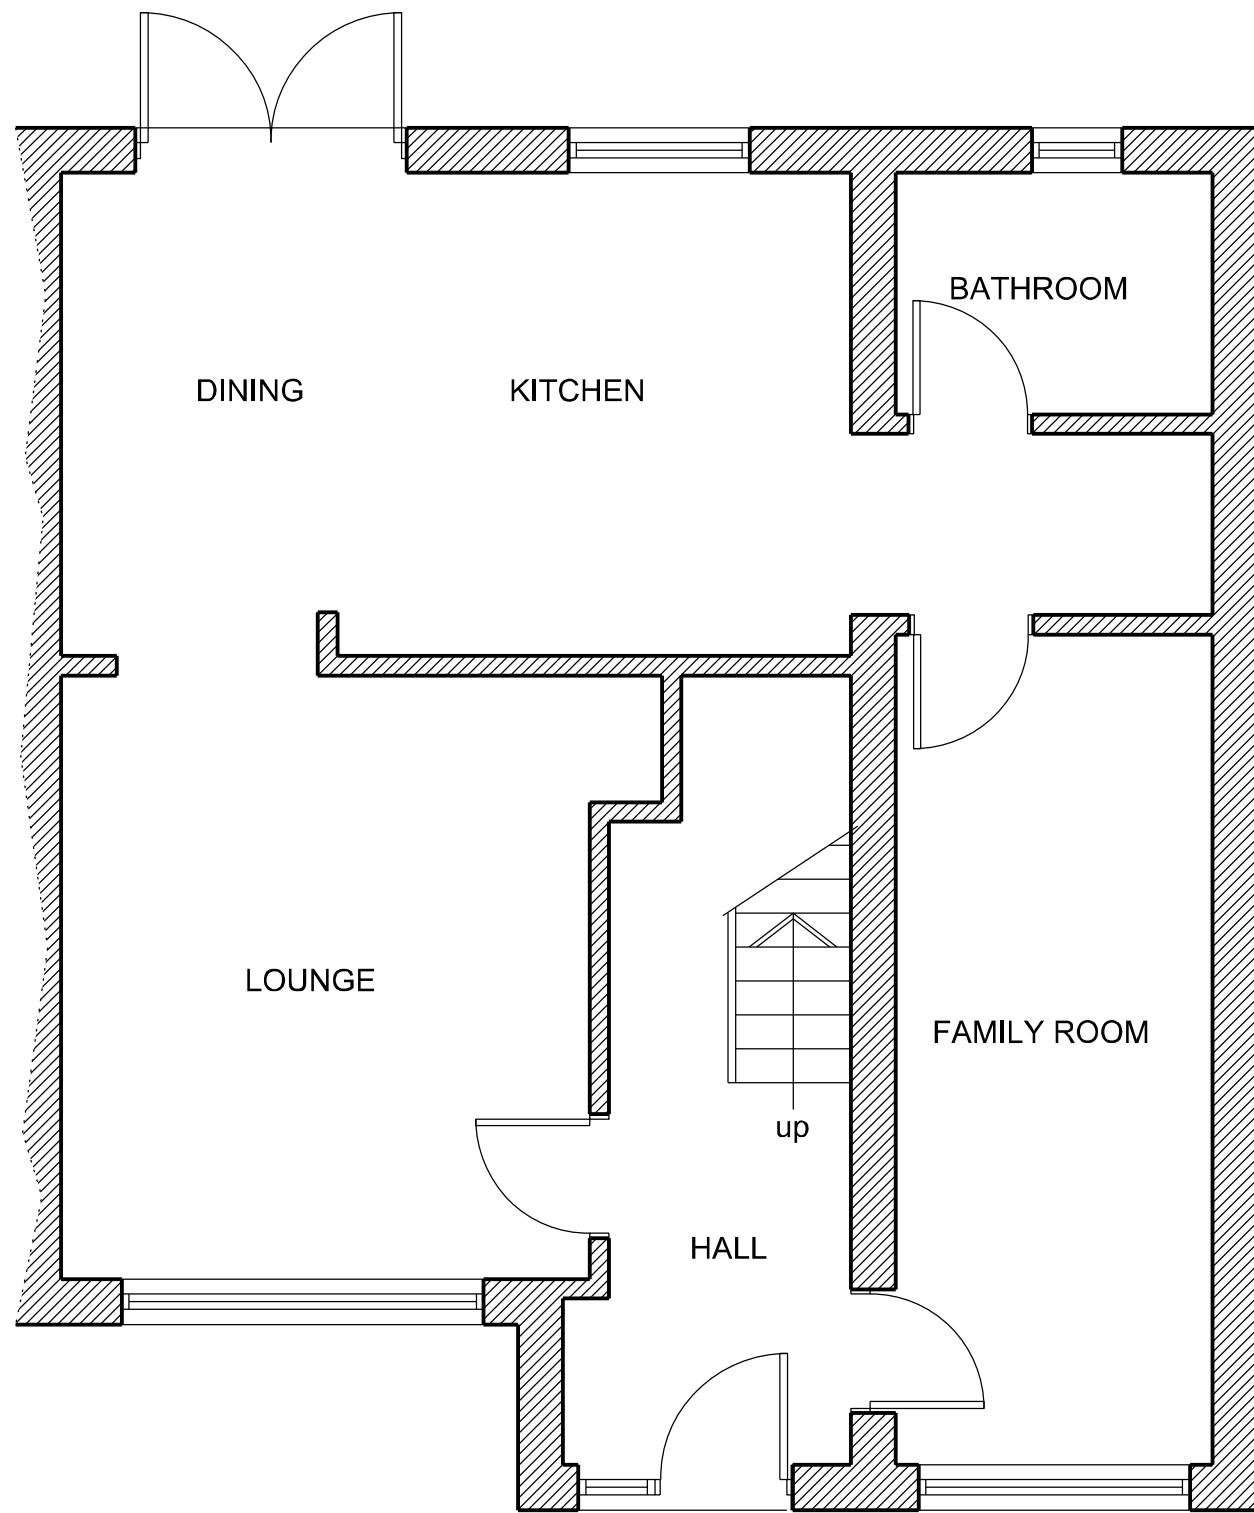 BATHROOM
DINING
KITCHEN
LOUNGE
FAMILY ROOM
up
HALL